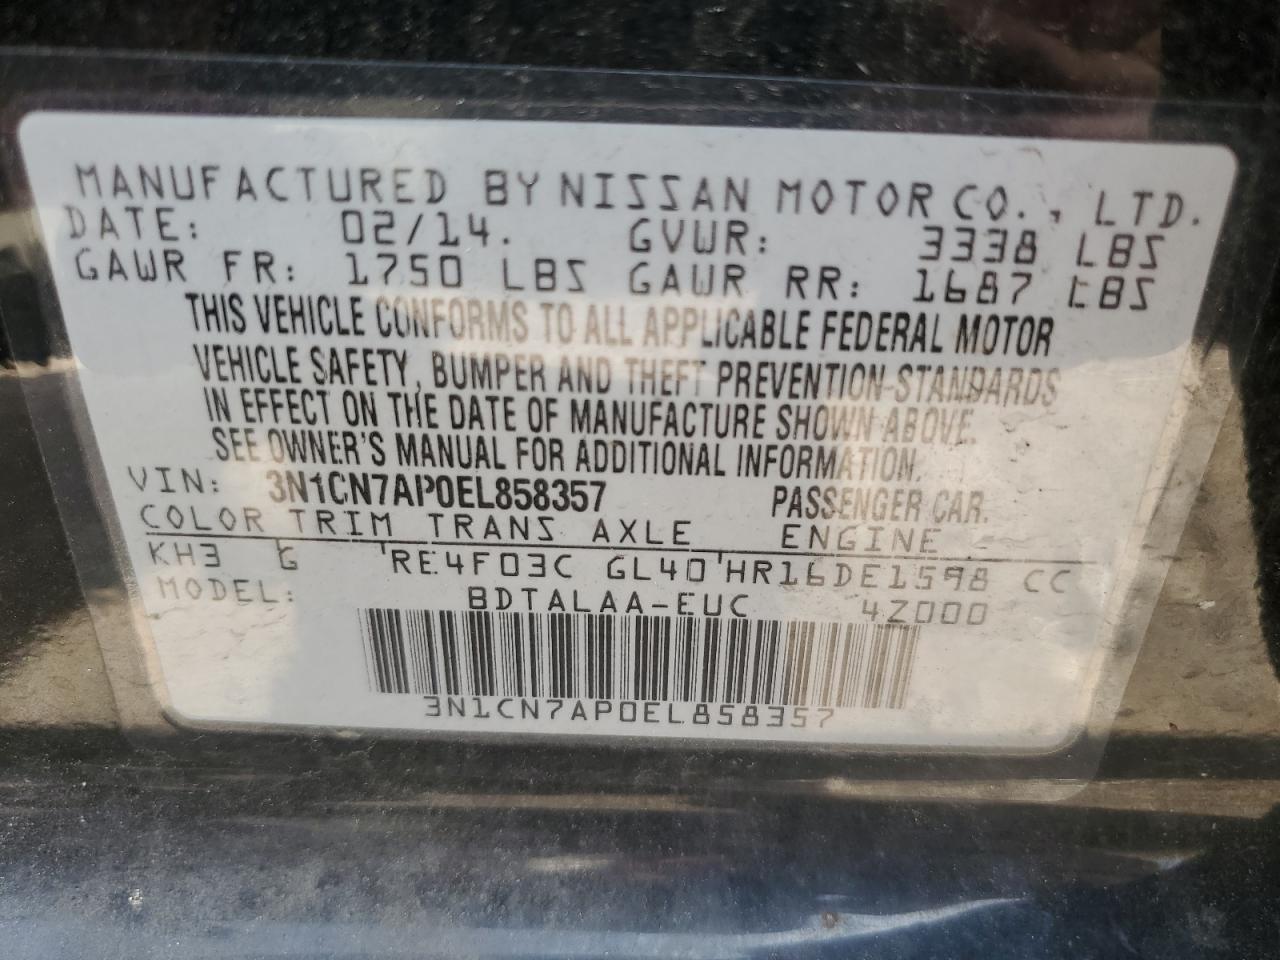 MANUFACTURED BY NISSAN MOTOR CO., LTD.
DATE: 02/14. GVWR: 3338 LBS
GAWR FR: 1750 LBS GAWR RR: 1687 LBS
THIS VEHICLE CONFORMS TO ALL APPLICABLE FEDERAL MOTOR
VEHICLE SAFETY, BUMPER AND THEFT PREVENTION STANDARDS
IN EFFECT ON THE DATE OF MANUFACTURE SHOWN ABOVE.
SEE OWNER'S MANUAL FOR ADDITIONAL INFORMATION.
VIN: 3N1CN7AP0EL858357 PASSENGER CAR.
COLOR TRIM TRANS AXLE ENGINE
KH3 G RE4F03C GL40 HR16DE1598 CC
MODEL: BDTALAA-EUC 4Z000
3N1CN7AP0EL858357